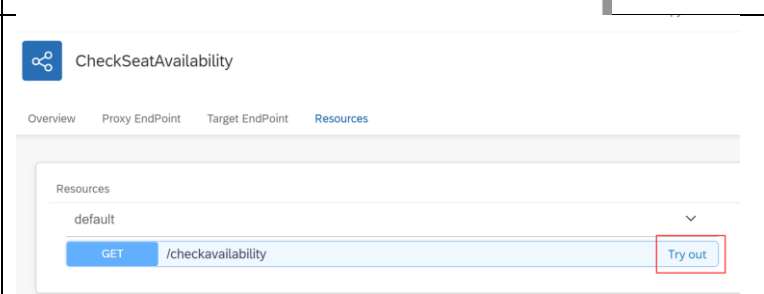 CheckSeatAvailability
Overview Proxy EndPoint Target EndPoint Resources
Resources
default
GET /checkavailability Try out